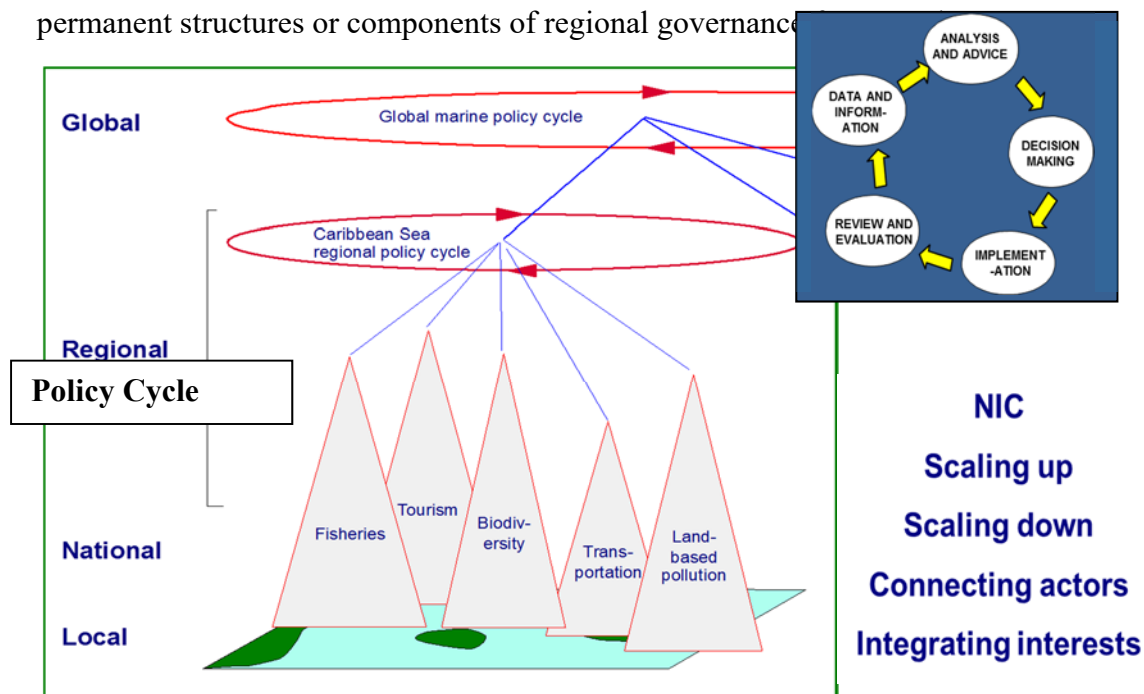 permanent structures or components of regional governance
Global
Global marine policy cycle
Caribbean Sea
regional policy cycle
Regional
Policy Cycle
National
Local
Fisheries
Tourism
Biodiv-
ersity
Trans-
portation
Land-
based
pollution
ANALYSIS
AND ADVICE
DATA AND
INFORM-
ATION
DECISION
MAKING
REVIEW AND
EVALUATION
IMPLEMENT
-ATION
NIC
Scaling up
Scaling down
Connecting actors
Integrating interests